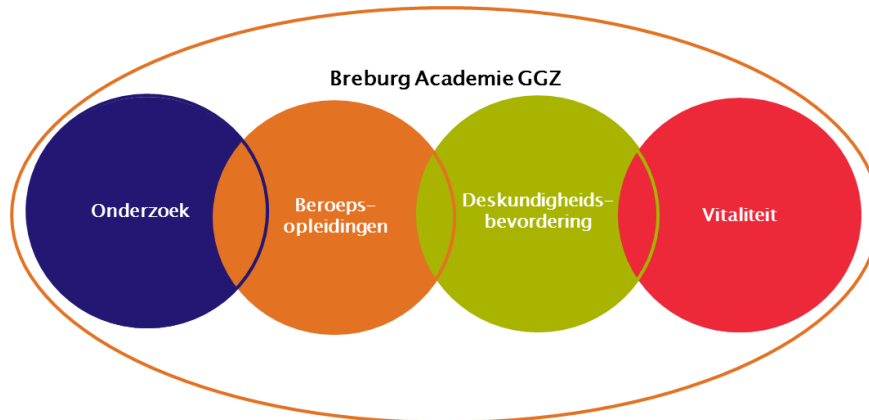 Breburg Academie GGZ
Onderzoek
Beroeps-
opleidingen
Deskundigheids-
bevordering
Vitaliteit